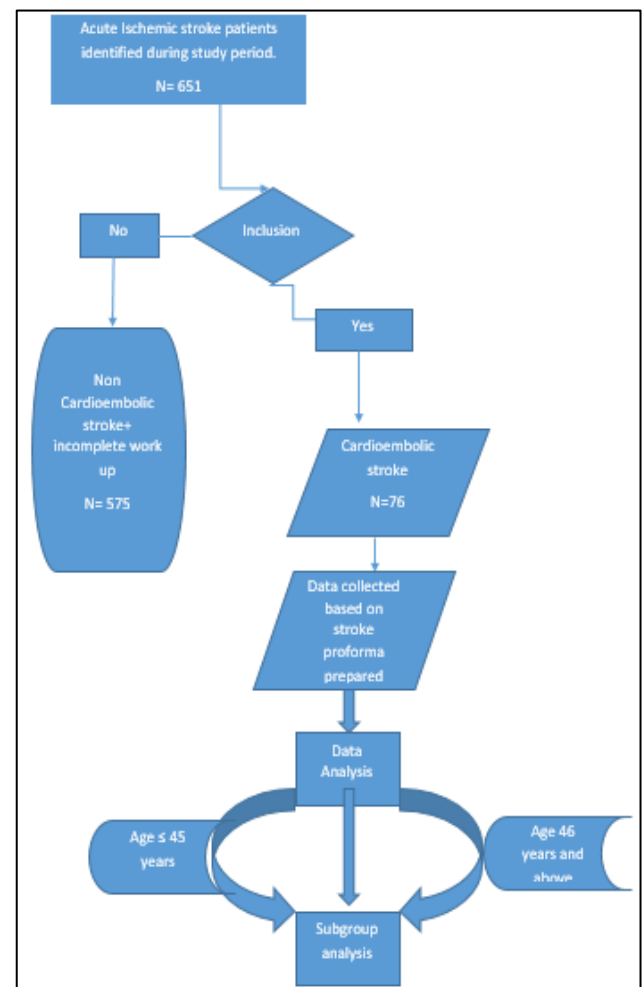 Acute Ischemic stroke patients
identified during study period.
N= 651
Inclusion
No
Yes
Non
Cardioembolic
stroke+
incomplete work
up
N= 575
Cardioembolic
stroke
N=76
Data collected
based on
stroke
proforma
prepared
Data
Analysis
Age ≤ 45
years
Age 46
years and
above
Subgroup
analysis